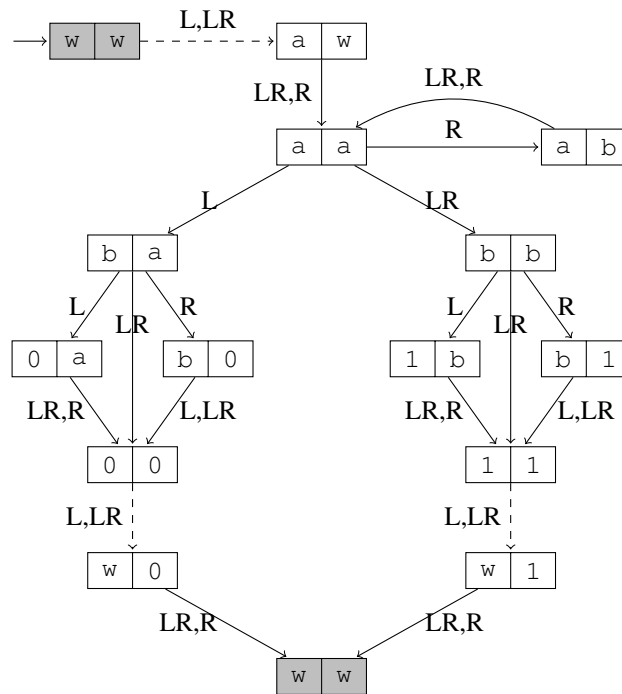 w w L,LR a w
LR,R LR,R
a a R a b
L LR
b a b b
L LR R L LR R
0 a b 0 1 b b 1
LR,R L,LR LR,R L,LR
0 0 1 1
L,LR L,LR
w 0 w 1
LR,R LR,R
w w